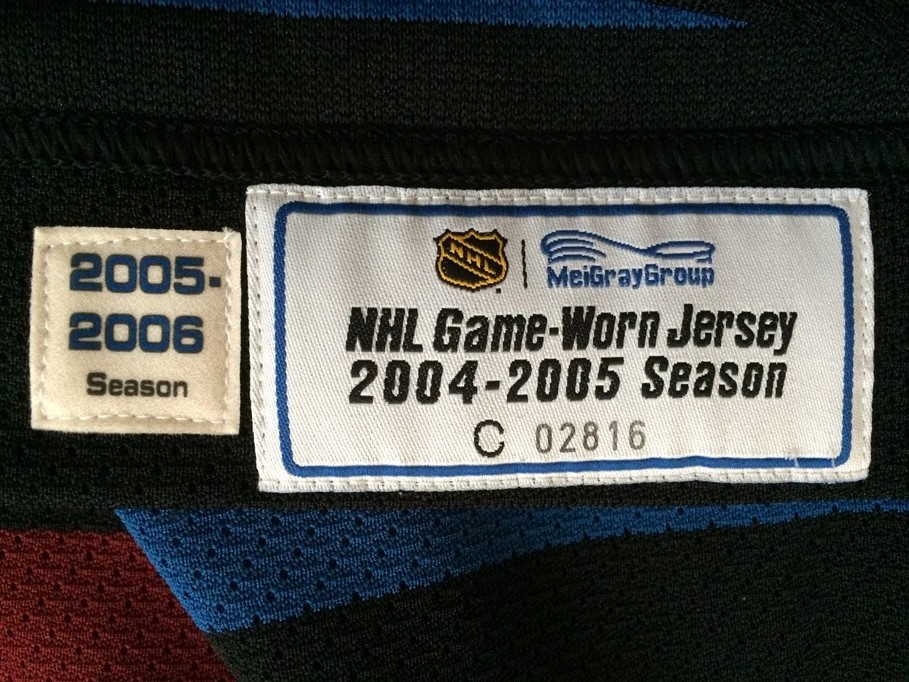 2005-
2006
Season
NHL
MeiGrayGroup
NHL Game-Worn Jersey
2004-2005 Season
C 02816